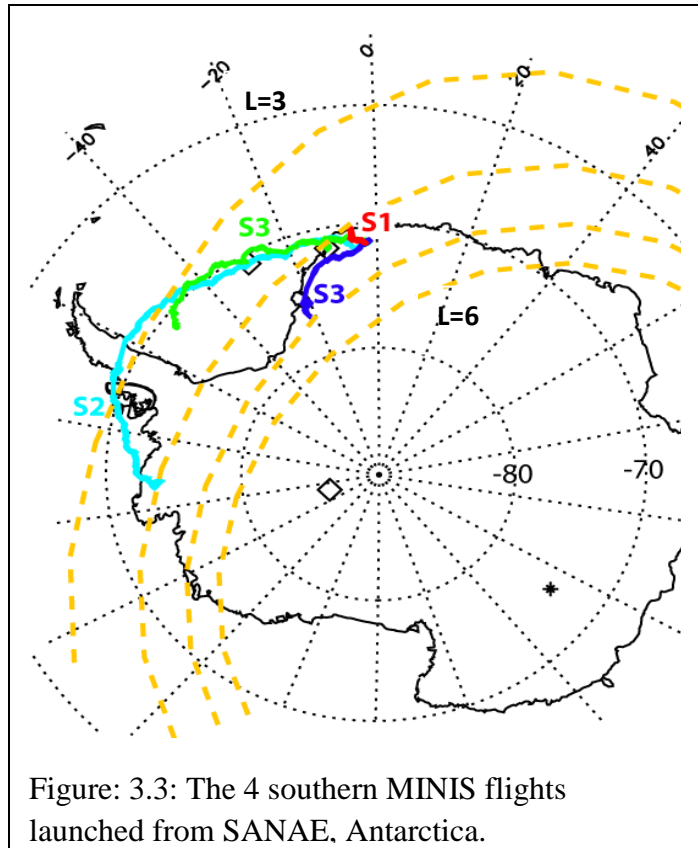 0
-20
20
L=3
-40
40
S3
S1
S3
L=6
S2
-80
-70
Figure: 3.3: The 4 southern MINIS flights
launched from SANAE, Antarctica.